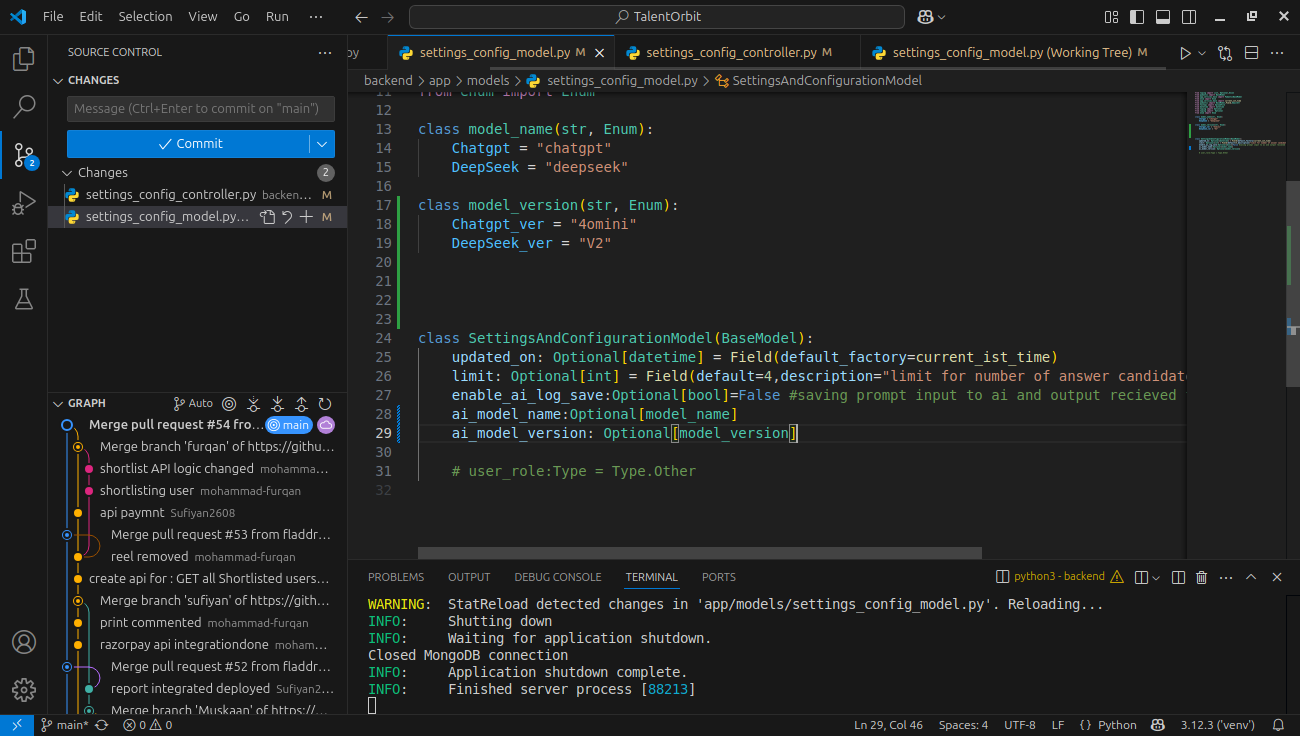 File Edit Selection View Go Run ··· TalentOrbit
SOURCE CONTROL ···
CHANGES
Message (Ctrl+Enter to commit on "main")
Commit
Changes 2
settings_config_controller.py backen... M
settings_config_model.py... M
2
GRAPH Auto
Merge pull request #54 fro... main
Merge branch 'furqan' of https://githu...
shortlist API logic changed mohamma...
shortlisting user mohammad-furqan
api paymnt Sufiyan2608
Merge pull request #53 from fladdr...
reel removed mohammad-furqan
create api for : GET all Shortlisted users...
Merge branch 'sufiyan' of https://gith...
print commented mohammad-furqan
razorpay api integrationdone moham...
Merge pull request #52 from fladdr...
report integrated deployed Sufiyan2...
Merge branch 'Muskaan' of https://...
py settings_config_model.py M settings_config_controller.py M settings_config_model.py (Working Tree) M ···
backend > app > models > settings_config_model.py > SettingsAndConfigurationModel
11 from enum import Enum
12
13 class model_name(str, Enum):
14 Chatgpt = "chatgpt"
15 DeepSeek = "deepseek"
16
17 class model_version(str, Enum):
18 Chatgpt_ver = "4omini"
19 DeepSeek_ver = "V2"
20
21
22
23
24 class SettingsAndConfigurationModel(BaseModel):
25 updated_on: Optional[datetime] = Field(default_factory=current_ist_time)
26 limit: Optional[int] = Field(default=4,description="limit for number of answer candidat
27 enable_ai_log_save:Optional[bool]=False #saving prompt input to ai and output recieved
28 ai_model_name:Optional[model_name]
29 ai_model_version: Optional[model_version]
30
31 # user_role:Type = Type.Other
32
PROBLEMS OUTPUT DEBUG CONSOLE TERMINAL PORTS python3 - backend ···
WARNING: StatReload detected changes in 'app/models/settings_config_model.py'. Reloading...
INFO: Shutting down
INFO: Waiting for application shutdown.
Closed MongoDB connection
INFO: Application shutdown complete.
INFO: Finished server process [88213]
main* 0 0 Ln 29, Col 46 Spaces: 4 UTF-8 LF {} Python 3.12.3 ('venv')